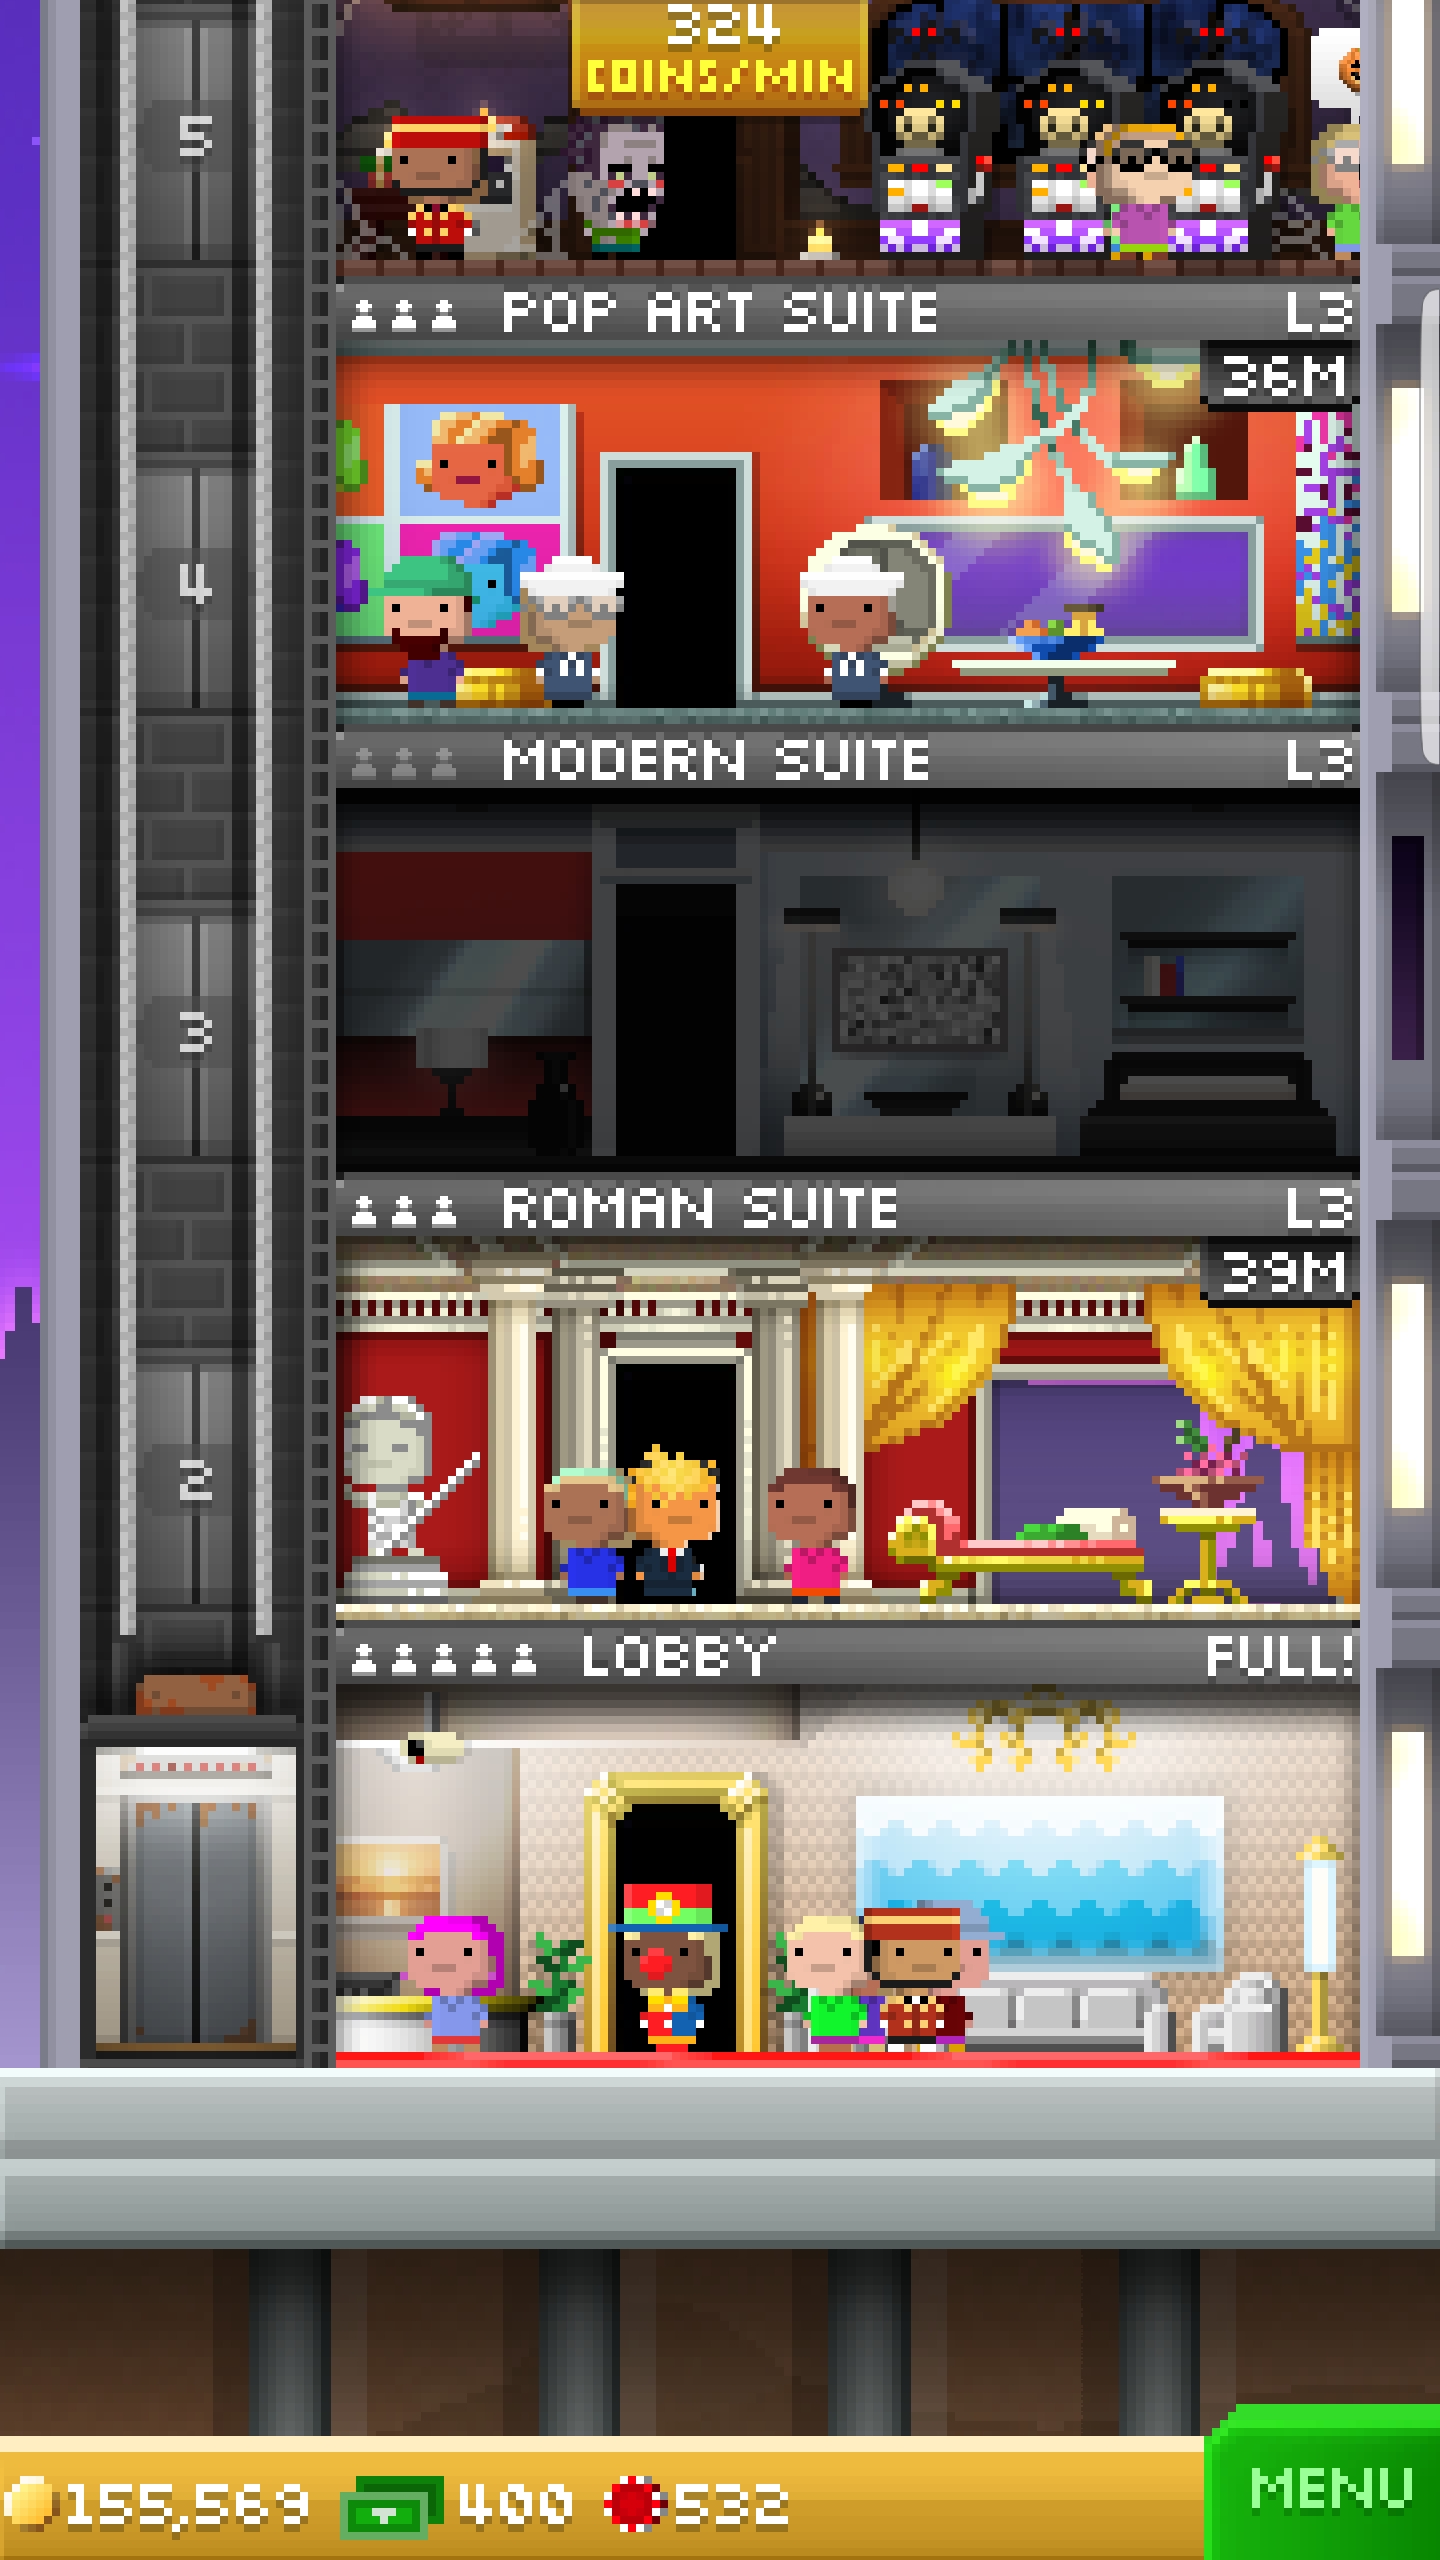 324
COINS/MIN
5
POP ART SUITE L3
36M
4
MODERN SUITE L3
3
ROMAN SUITE L3
39M
2
LOBBY FULL!
155,569 400 532
MENU